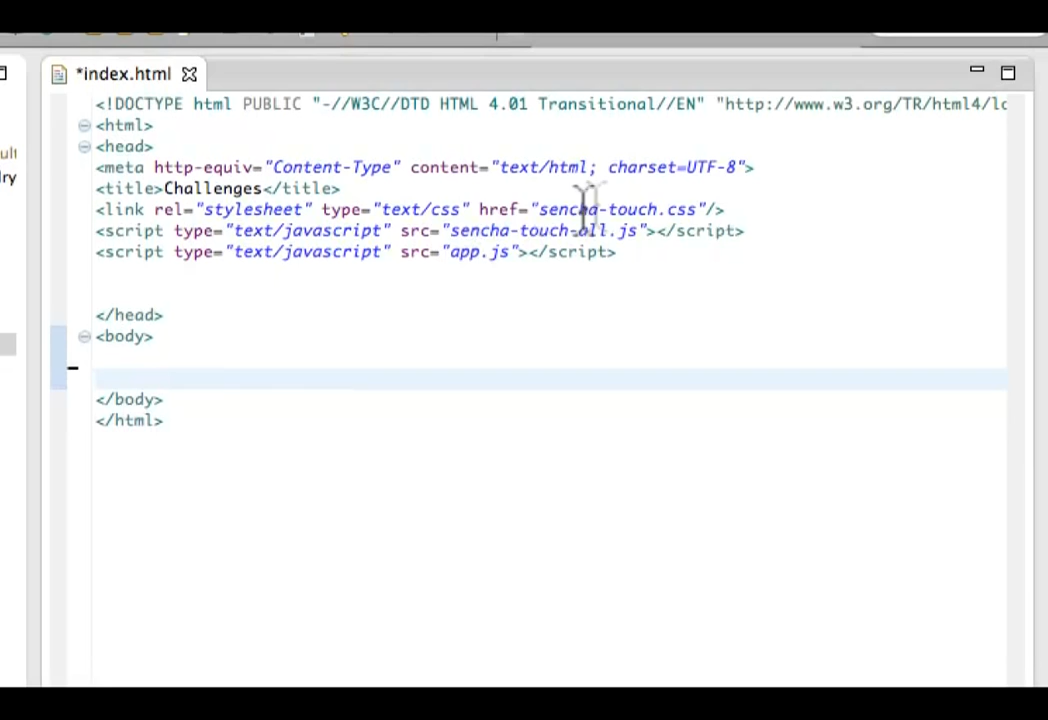 *index.html
<!DOCTYPE html PUBLIC "-//W3C//DTD HTML 4.01 Transitional//EN" "http://www.w3.org/TR/html4/lo
<html>
<head>
<meta http-equiv="Content-Type" content="text/html; charset=UTF-8">
<title>Challenges</title>
<link rel="stylesheet" type="text/css" href="sencha-touch.css"/>
<script type="text/javascript" src="sencha-touch-all.js"></script>
<script type="text/javascript" src="app.js"></script>
ult
ry
</head>
<body>
</body>
</html>